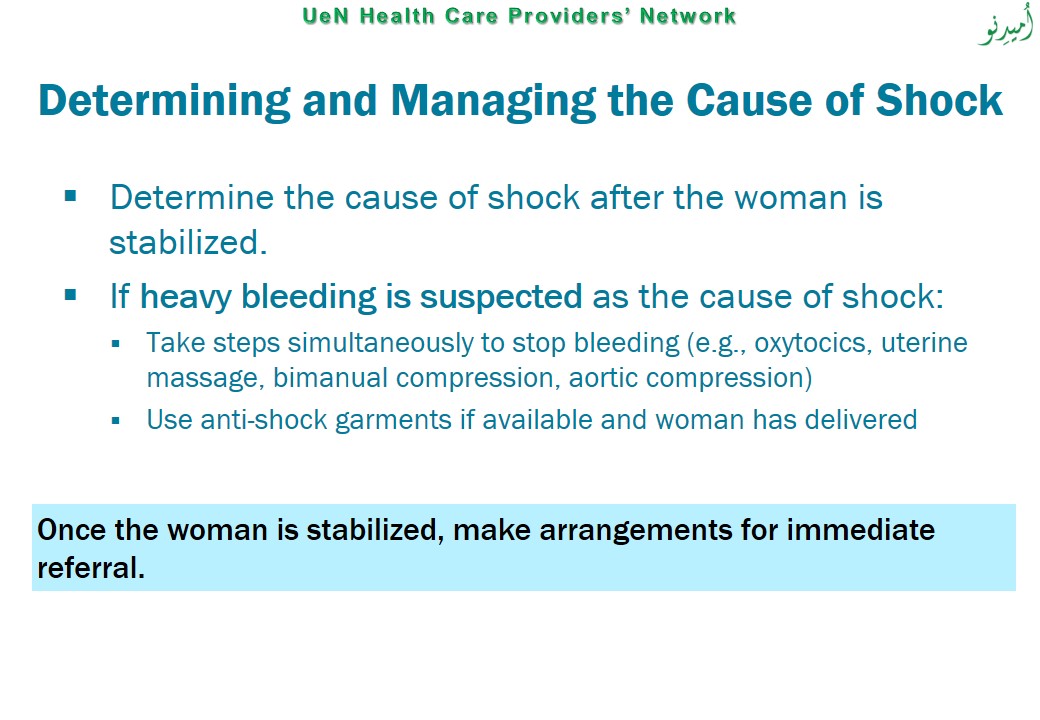 UeN Health Care Providers’ Network
اُميدِنو
Determining and Managing the Cause of Shock
▪ Determine the cause of shock after the woman is
stabilized.
▪ If heavy bleeding is suspected as the cause of shock:
▪ Take steps simultaneously to stop bleeding (e.g., oxytocics, uterine
massage, bimanual compression, aortic compression)
▪ Use anti-shock garments if available and woman has delivered
Once the woman is stabilized, make arrangements for immediate
referral.